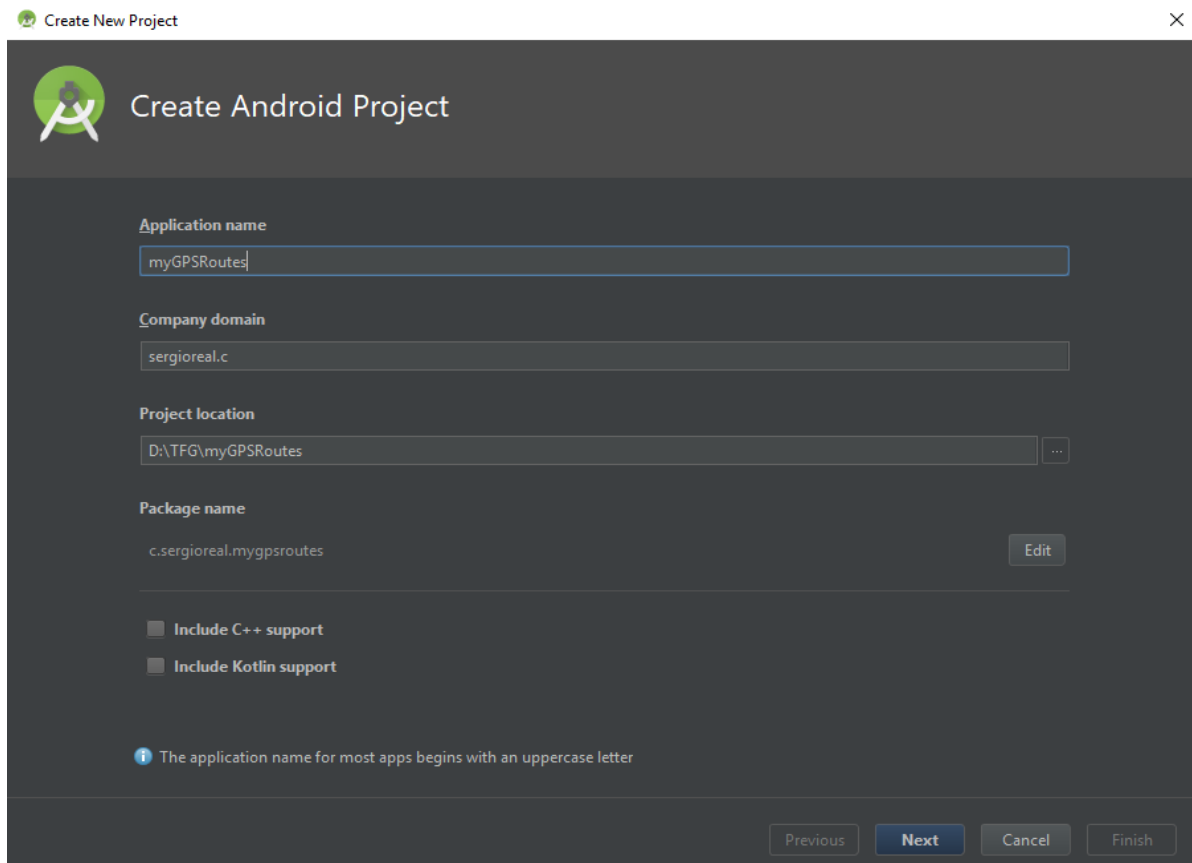 Create New Project
Create Android Project
Application name
myGPSRoutes
Company domain
sergioreal.c
Project location
D:\TFG\myGPSRoutes
...
Package name
c.sergioreal.mygpsroutes
Edit
Include C++ support
Include Kotlin support
The application name for most apps begins with an uppercase letter
Previous Next Cancel Finish